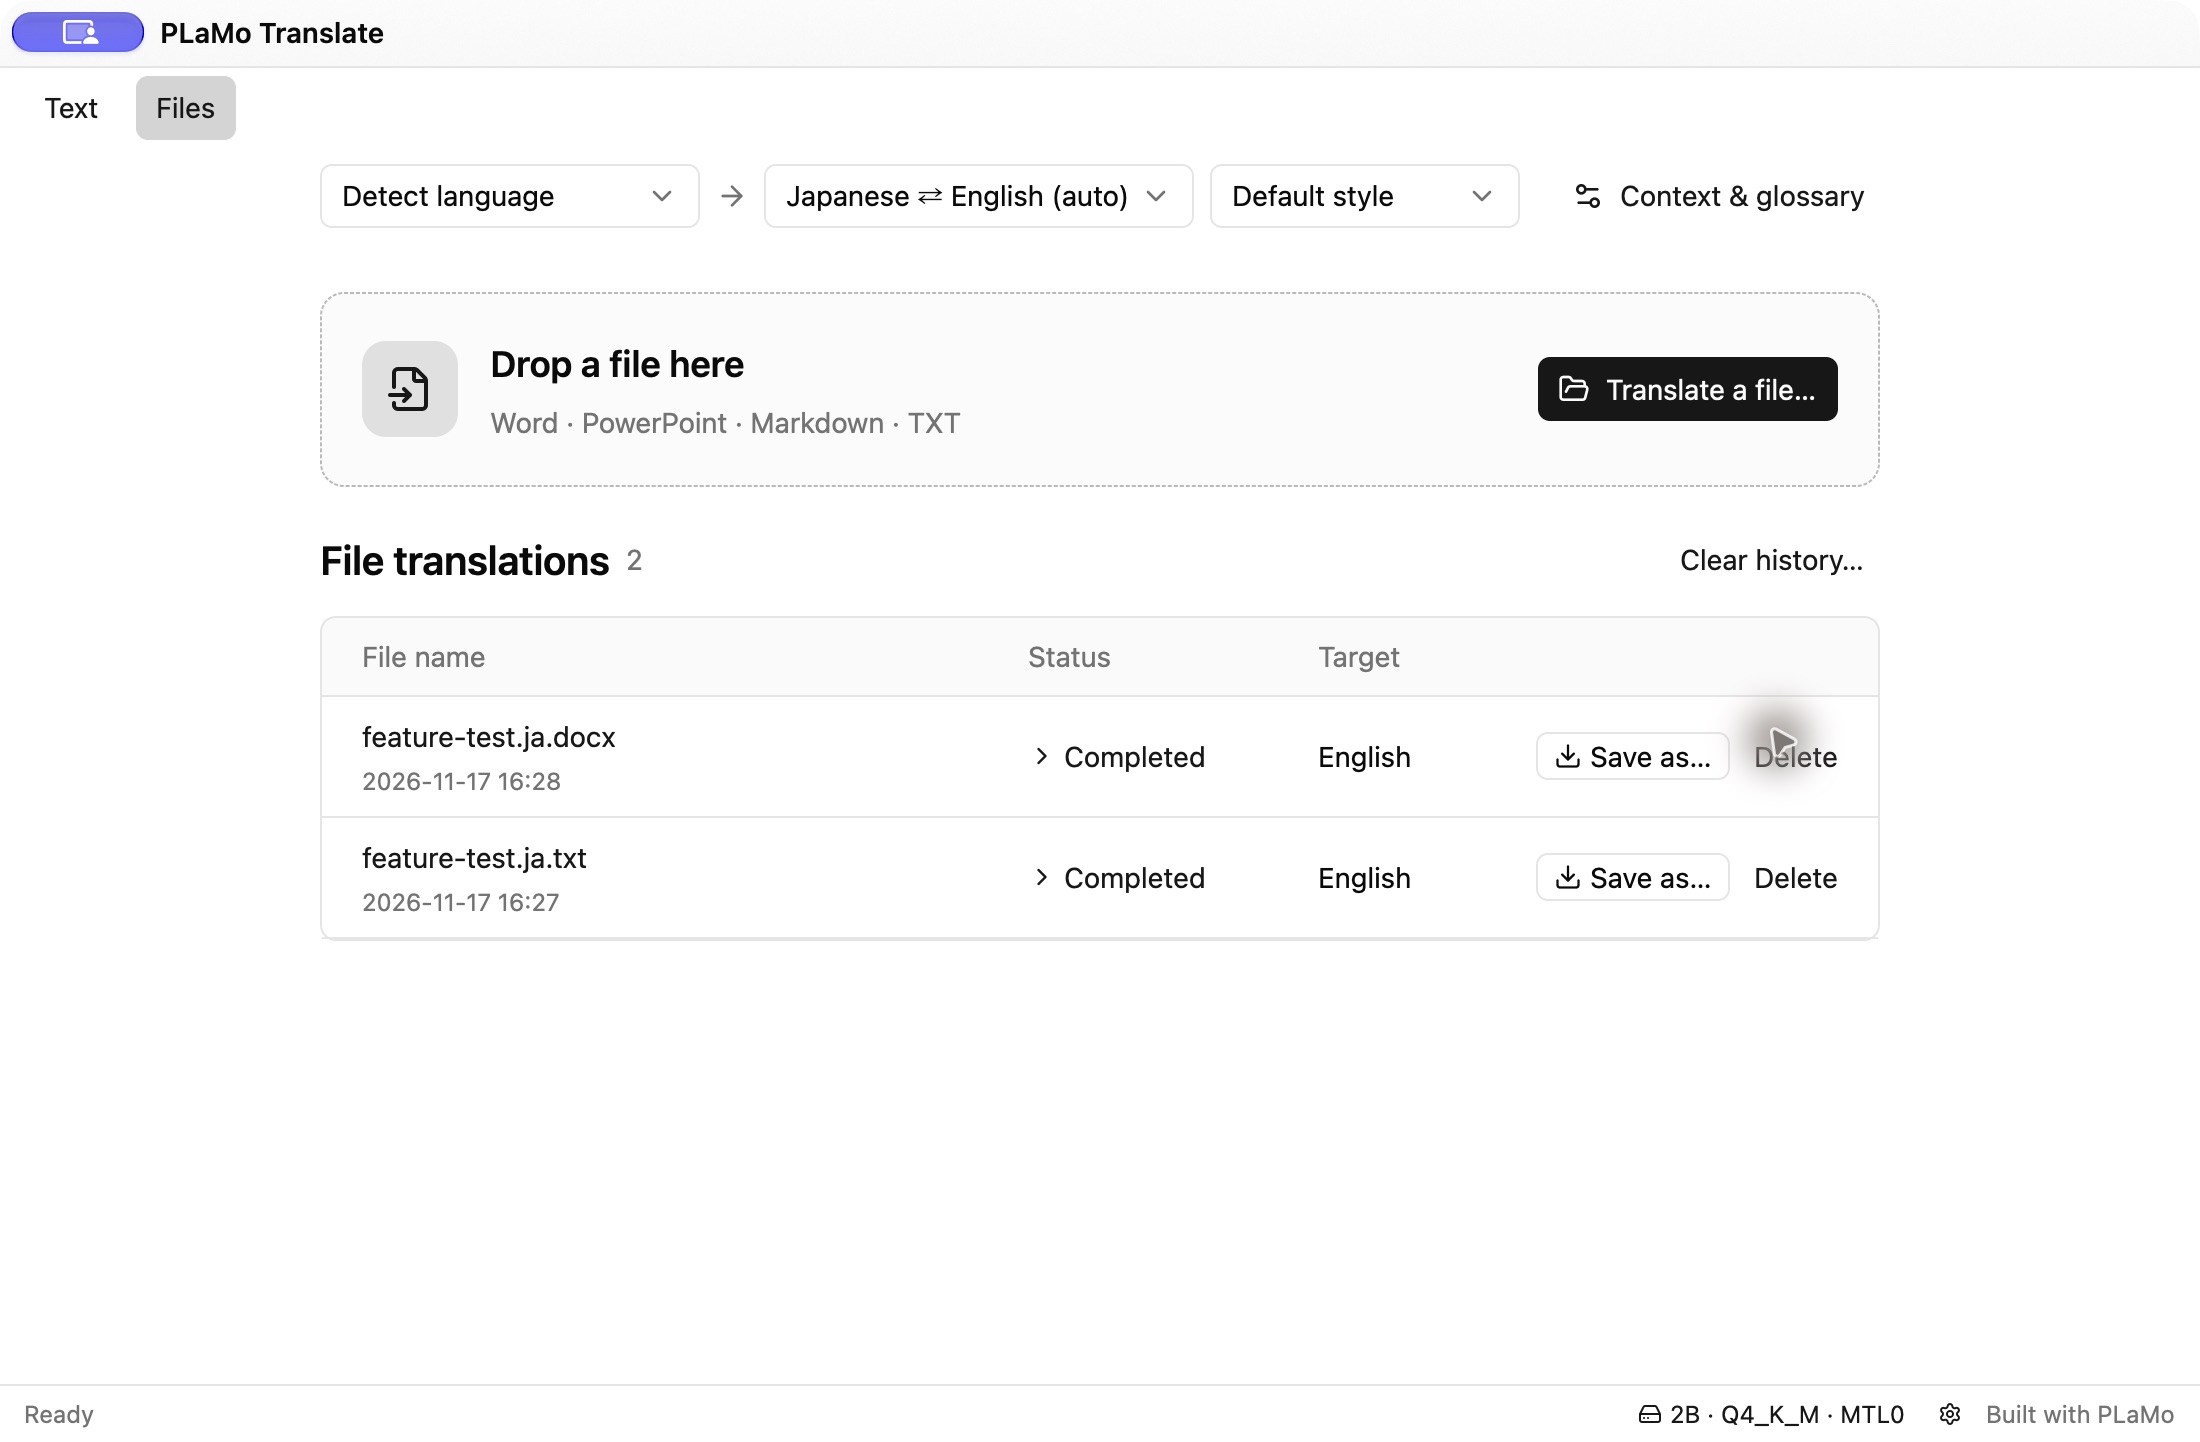 PLaMo Translate
Text Files
Detect language → Japanese ⇄ English (auto) Default style Context & glossary
Drop a file here
Word · PowerPoint · Markdown · TXT
Translate a file...
File translations 2 Clear history...
File name Status Target
feature-test.ja.docx
2026-11-17 16:28
Completed English Save as... Delete
feature-test.ja.txt
2026-11-17 16:27
Completed English Save as... Delete
Ready 2B · Q4_K_M · MTL0 Built with PLaMo